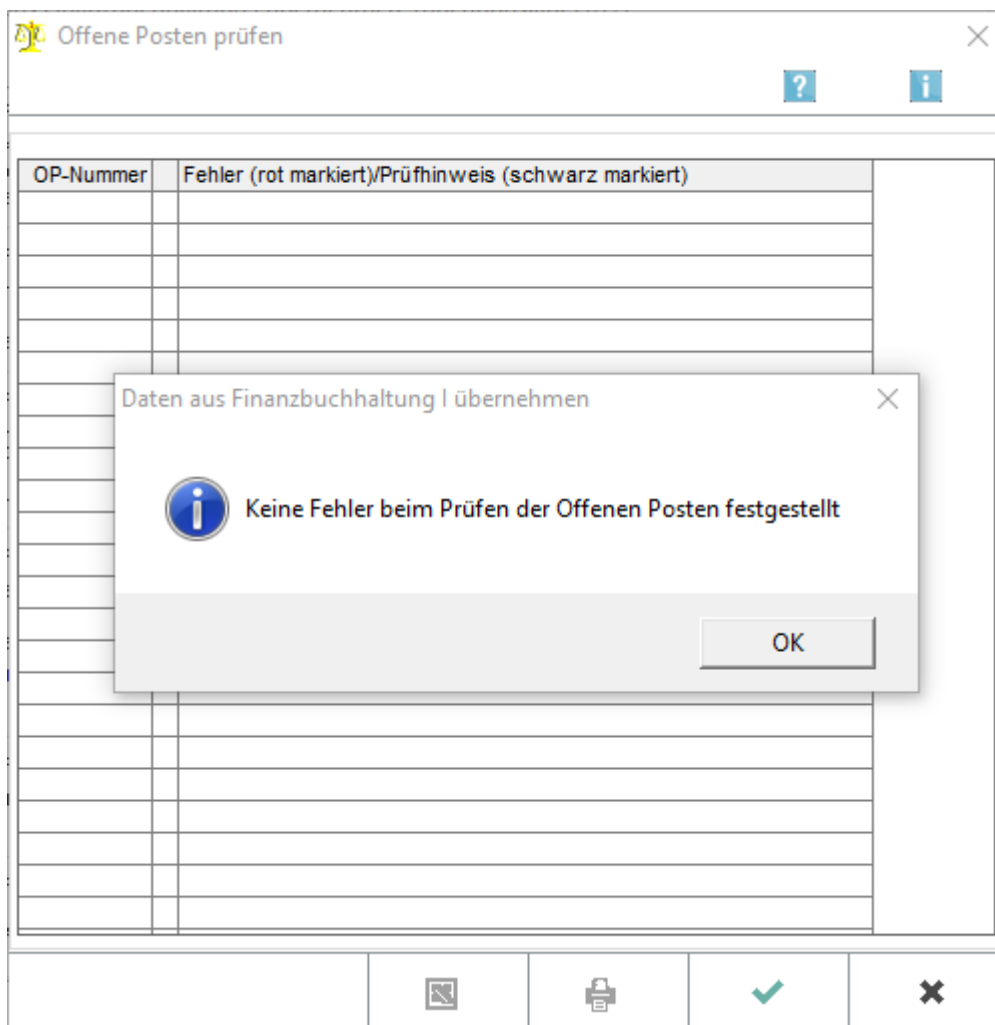 Offene Posten prüfen
OP-Nummer Fehler (rot markiert)/Prüfhinweis (schwarz markiert)
Daten aus Finanzbuchhaltung I übernehmen
Keine Fehler beim Prüfen der Offenen Posten festgestellt
OK